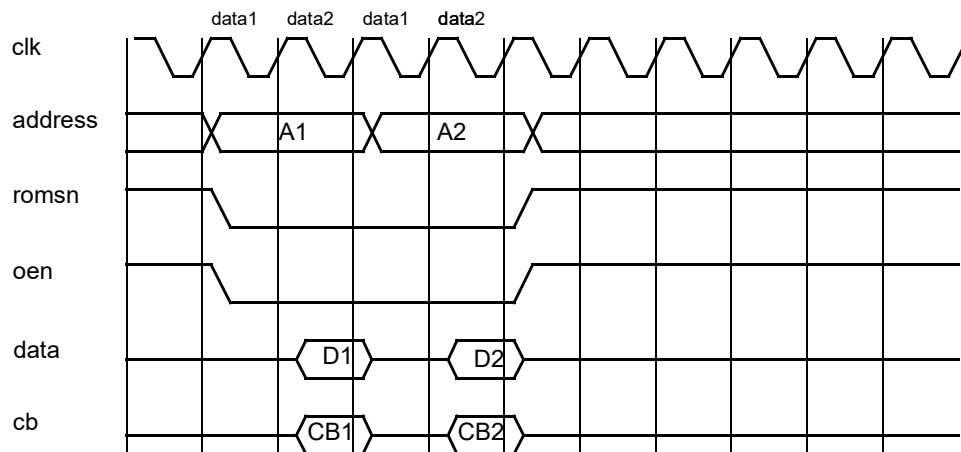 data1 data2 data1 data2
clk
address A1 A2
romsn
oen
data D1 D2
cb CB1 CB2